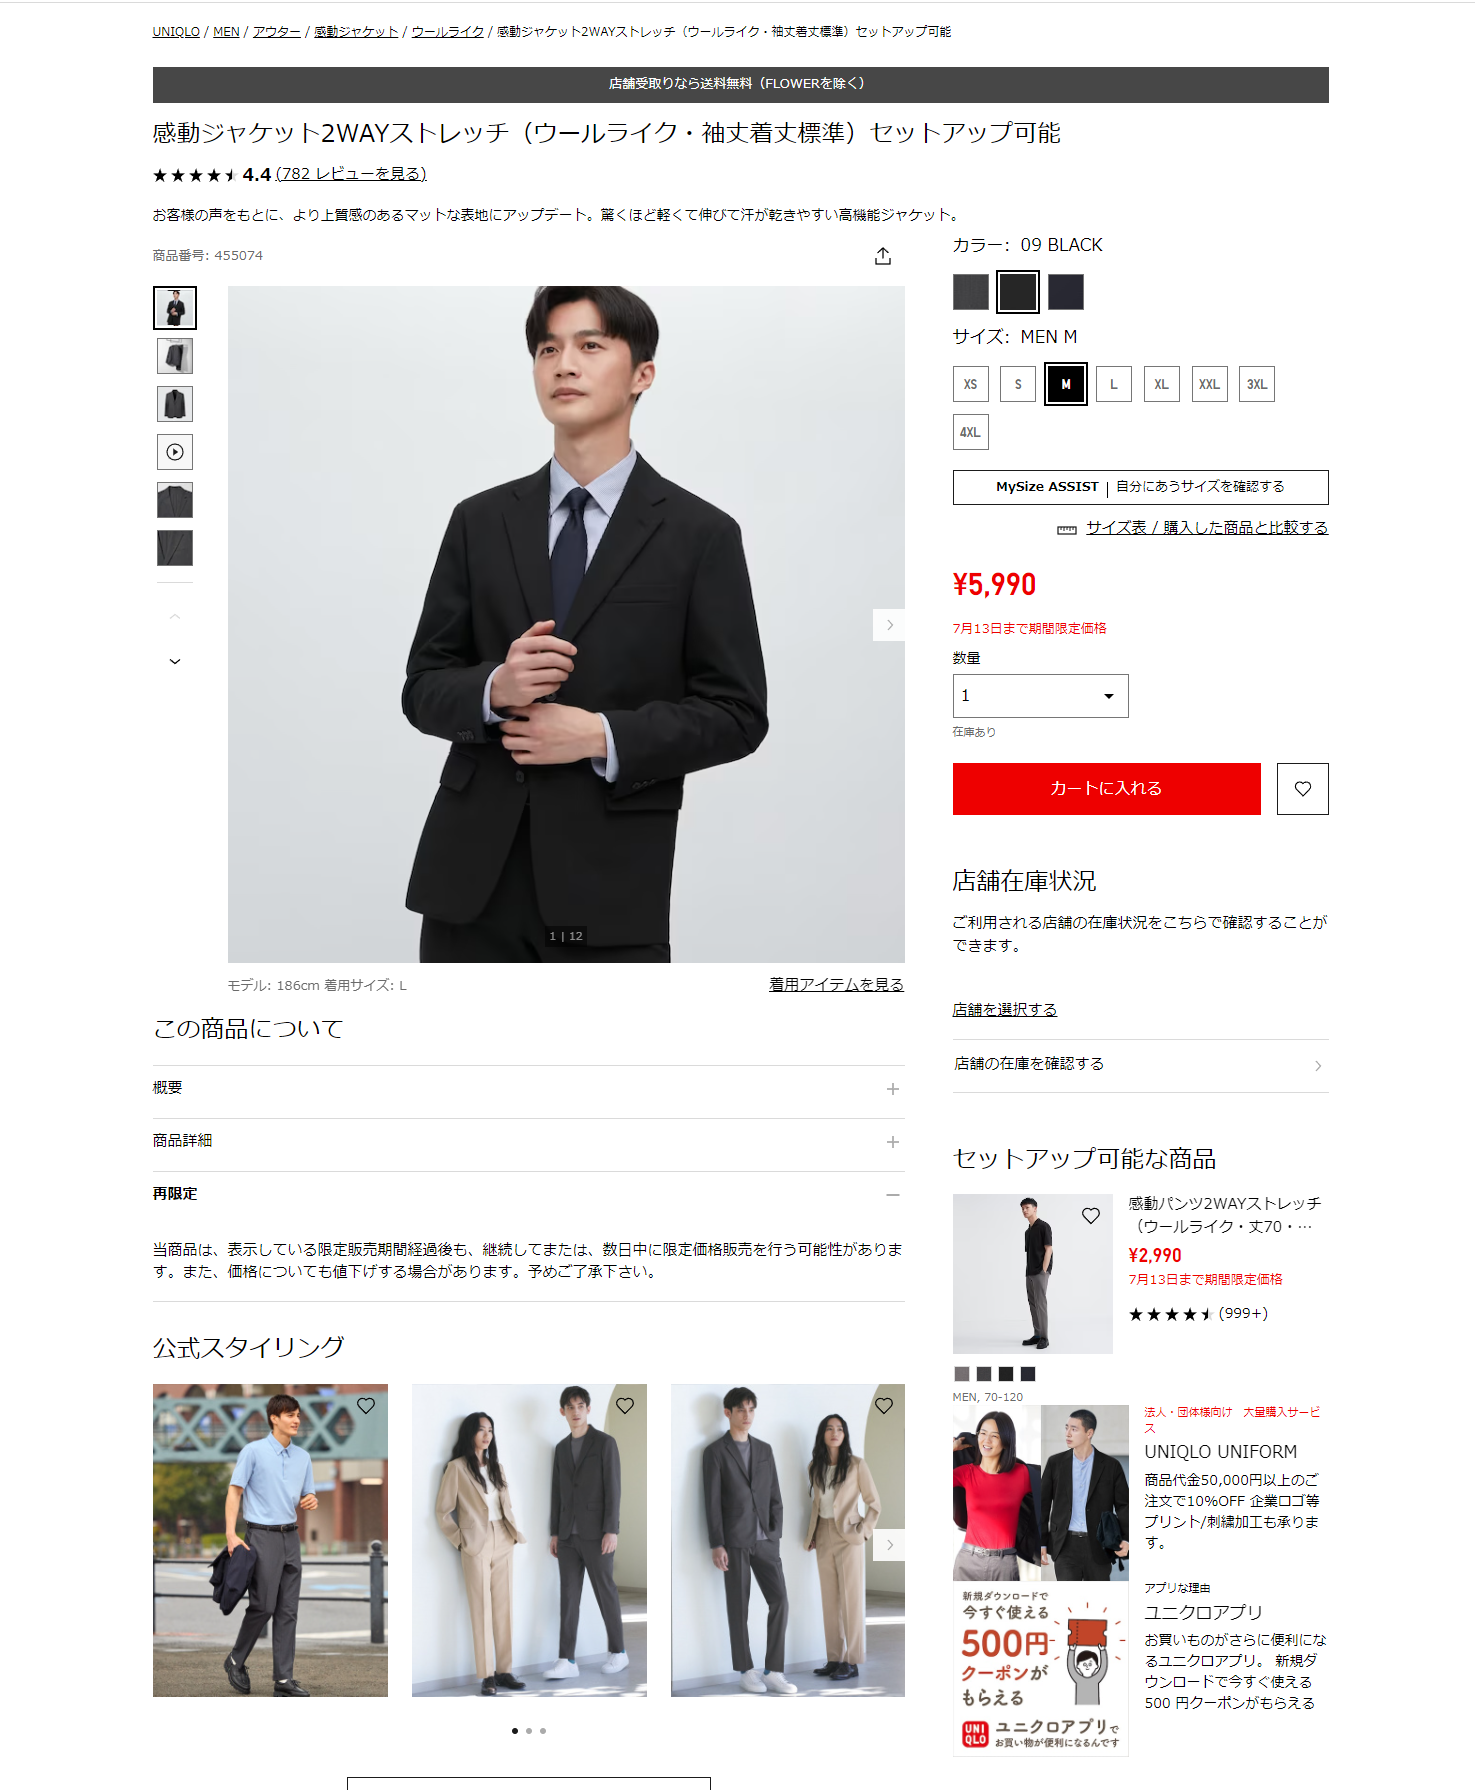 UNIQLO / MEN / アウター / 感動ジャケット / ウールライク / 感動ジャケット2WAYストレッチ（ウールライク・袖丈着丈標準）セットアップ可能
店舗受取りなら送料無料（FLOWERを除く）
感動ジャケット2WAYストレッチ（ウールライク・袖丈着丈標準）セットアップ可能
4.4 (782 レビューを見る)
お客様の声をもとに、より上質感のあるマットな表地にアップデート。驚くほど軽くて伸びて汗が乾きやすい高機能ジャケット。
商品番号: 455074
1 | 12
モデル: 186cm 着用サイズ: L
着用アイテムを見る
カラー: 09 BLACK
サイズ: MEN M
XS S M L XL XXL 3XL
4XL
MySize ASSIST | 自分にあうサイズを確認する
サイズ表 / 購入した商品と比較する
¥5,990
7月13日まで期間限定価格
数量
1
在庫あり
カートに入れる
店舗在庫状況
ご利用される店舗の在庫状況をこちらで確認することが
できます。
店舗を選択する
店舗の在庫を確認する
この商品について
概要
商品詳細
再限定
当商品は、表示している限定販売期間経過後も、継続してまたは、数日中に限定価格販売を行う可能性がありま
す。また、価格についても値下げする場合があります。予めご了承下さい。
公式スタイリング
セットアップ可能な商品
感動パンツ2WAYストレッチ
（ウールライク・丈70・…
¥2,990
7月13日まで期間限定価格
(999+)
MEN, 70-120
法人・団体様向け　大量購入サービ
ス
UNIQLO UNIFORM
商品代金50,000円以上のご
注文で10%OFF 企業ロゴ等
プリント/刺繍加工も承りま
す。
新規ダウンロードで
今すぐ使える
500円
クーポンが
もらえる
UNI
QLO
ユニクロアプリで
お買い物が便利になるんです
アプリな理由
ユニクロアプリ
お買いものがさらに便利にな
るユニクロアプリ。 新規ダ
ウンロードで今すぐ使える
500 円クーポンがもらえる